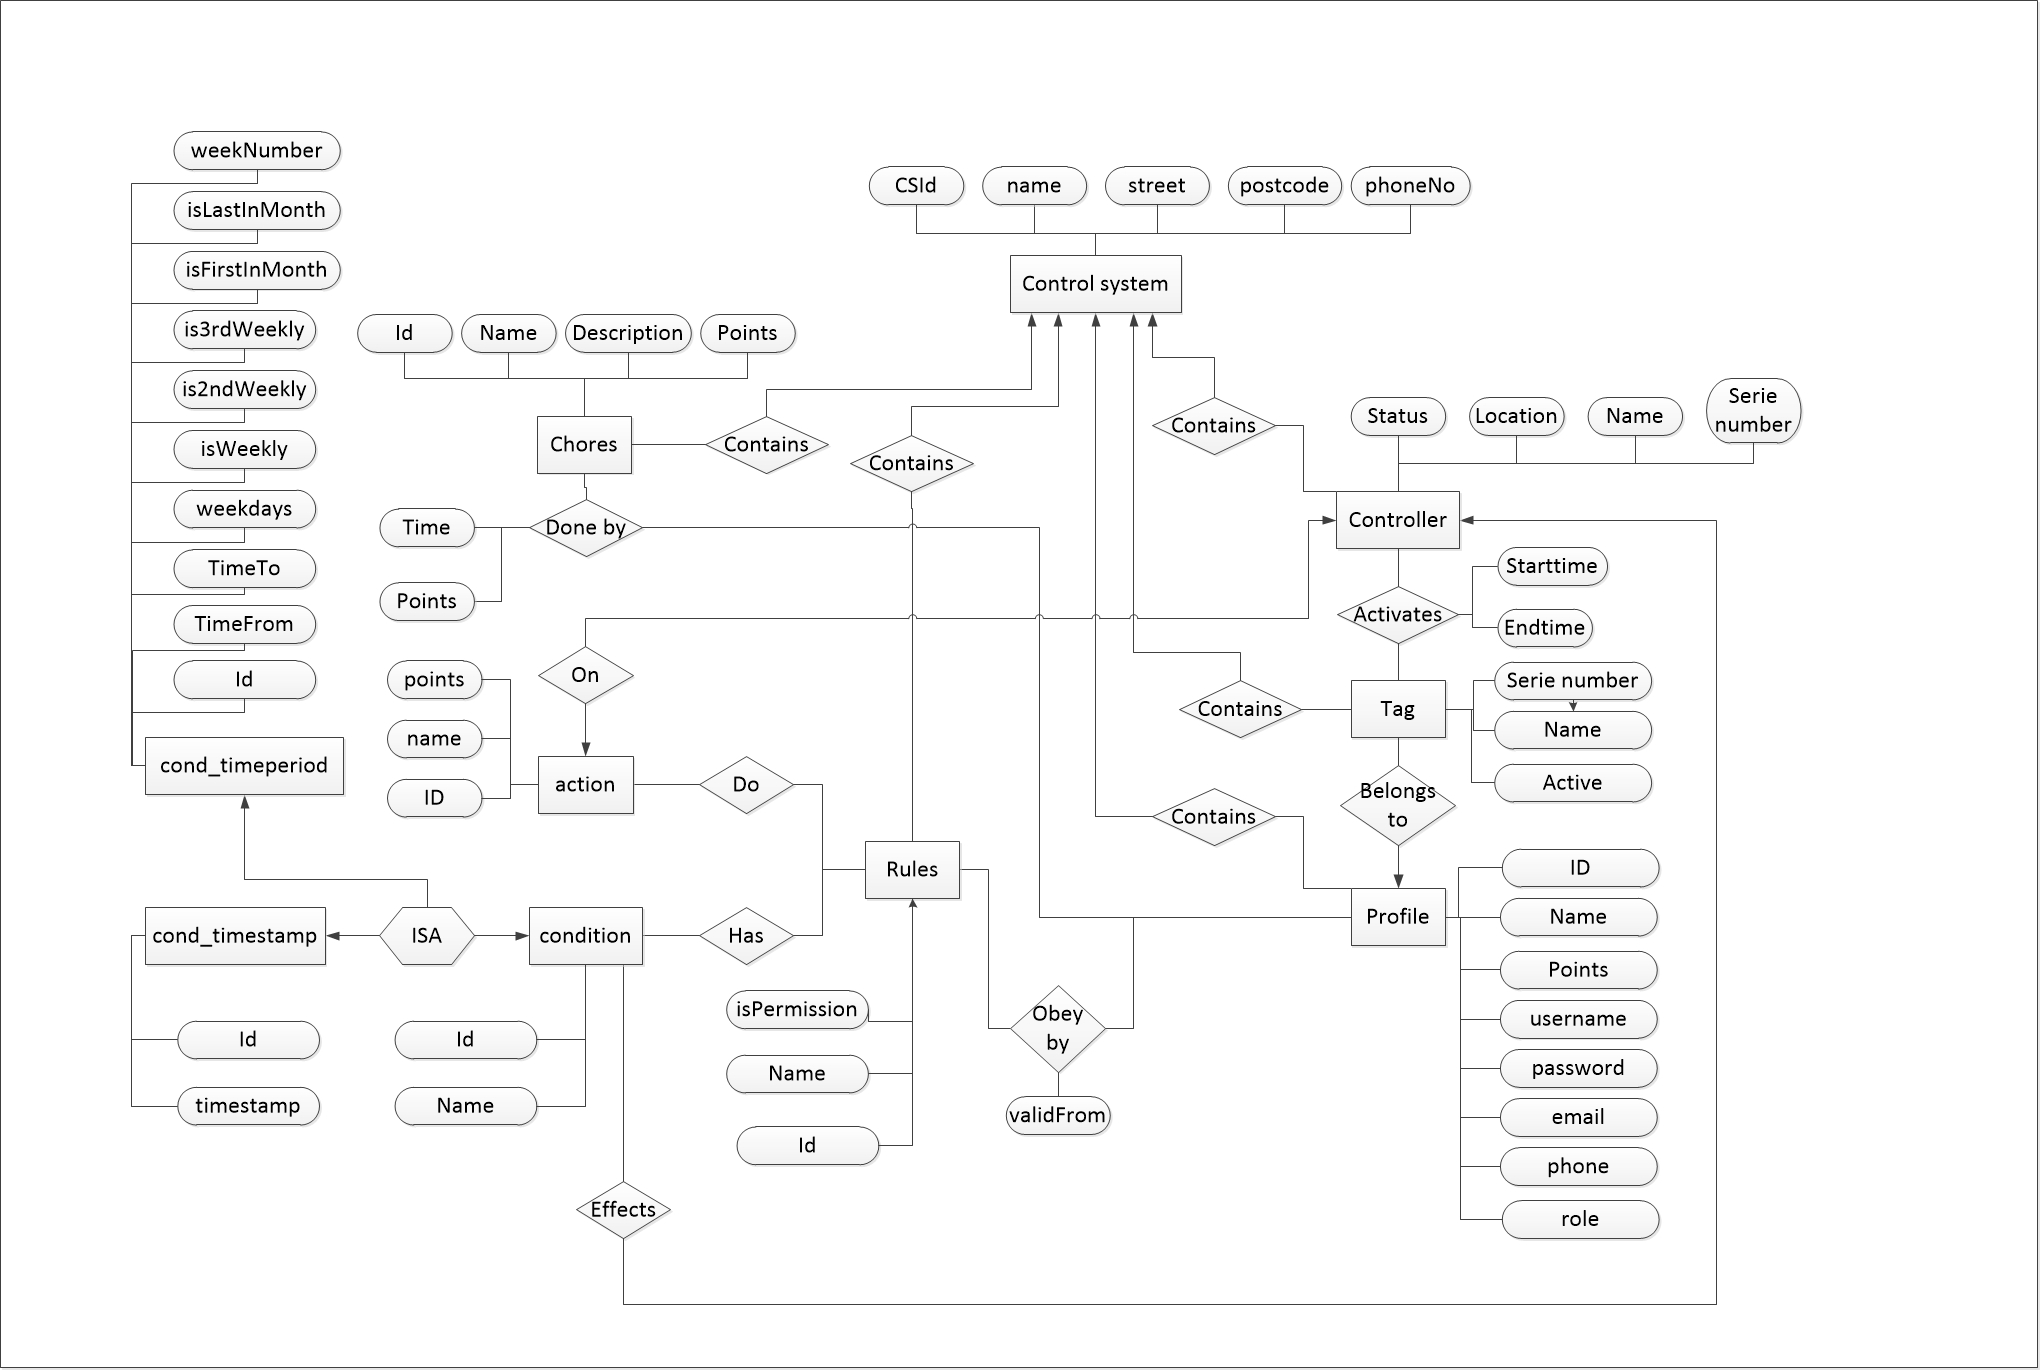 weekNumber
isLastInMonth
isFirstInMonth
is3rdWeekly
is2ndWeekly
isWeekly
weekdays
TimeTo
TimeFrom
Id
cond_timeperiod
cond_timestamp
ISA
condition
Id
timestamp
Id
Name
Effects
Id
Name
Description
Points
Chores
Contains
Done by
Time
Points
On
points
name
ID
action
Do
Has
Contains
Rules
isPermission
Name
Id
Obey
by
validFrom
CSId
name
street
postcode
phoneNo
Control system
Contains
Status
Location
Name
Serie
number
Controller
Activates
Starttime
Endtime
Contains
Tag
Serie number
Name
Active
Belongs
to
Contains
Profile
ID
Name
Points
username
password
email
phone
role